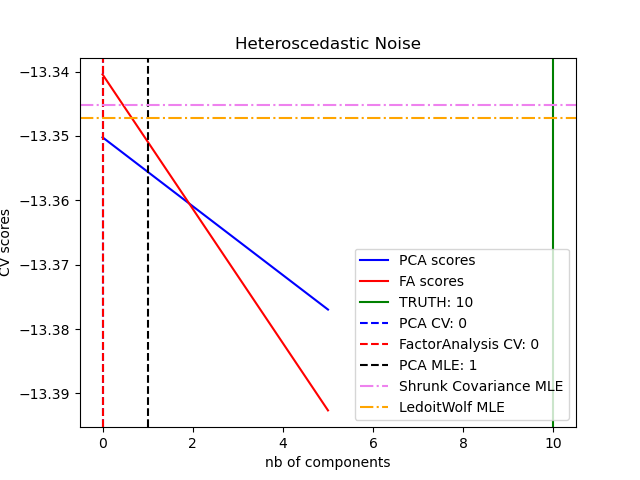 Heteroscedastic Noise
−13.34
−13.35
−13.36
−13.37
−13.38
−13.39
CV scores
0
2
4
6
8
10
nb of components
PCA scores
FA scores
TRUTH: 10
PCA CV: 0
FactorAnalysis CV: 0
PCA MLE: 1
Shrunk Covariance MLE
LedoitWolf MLE